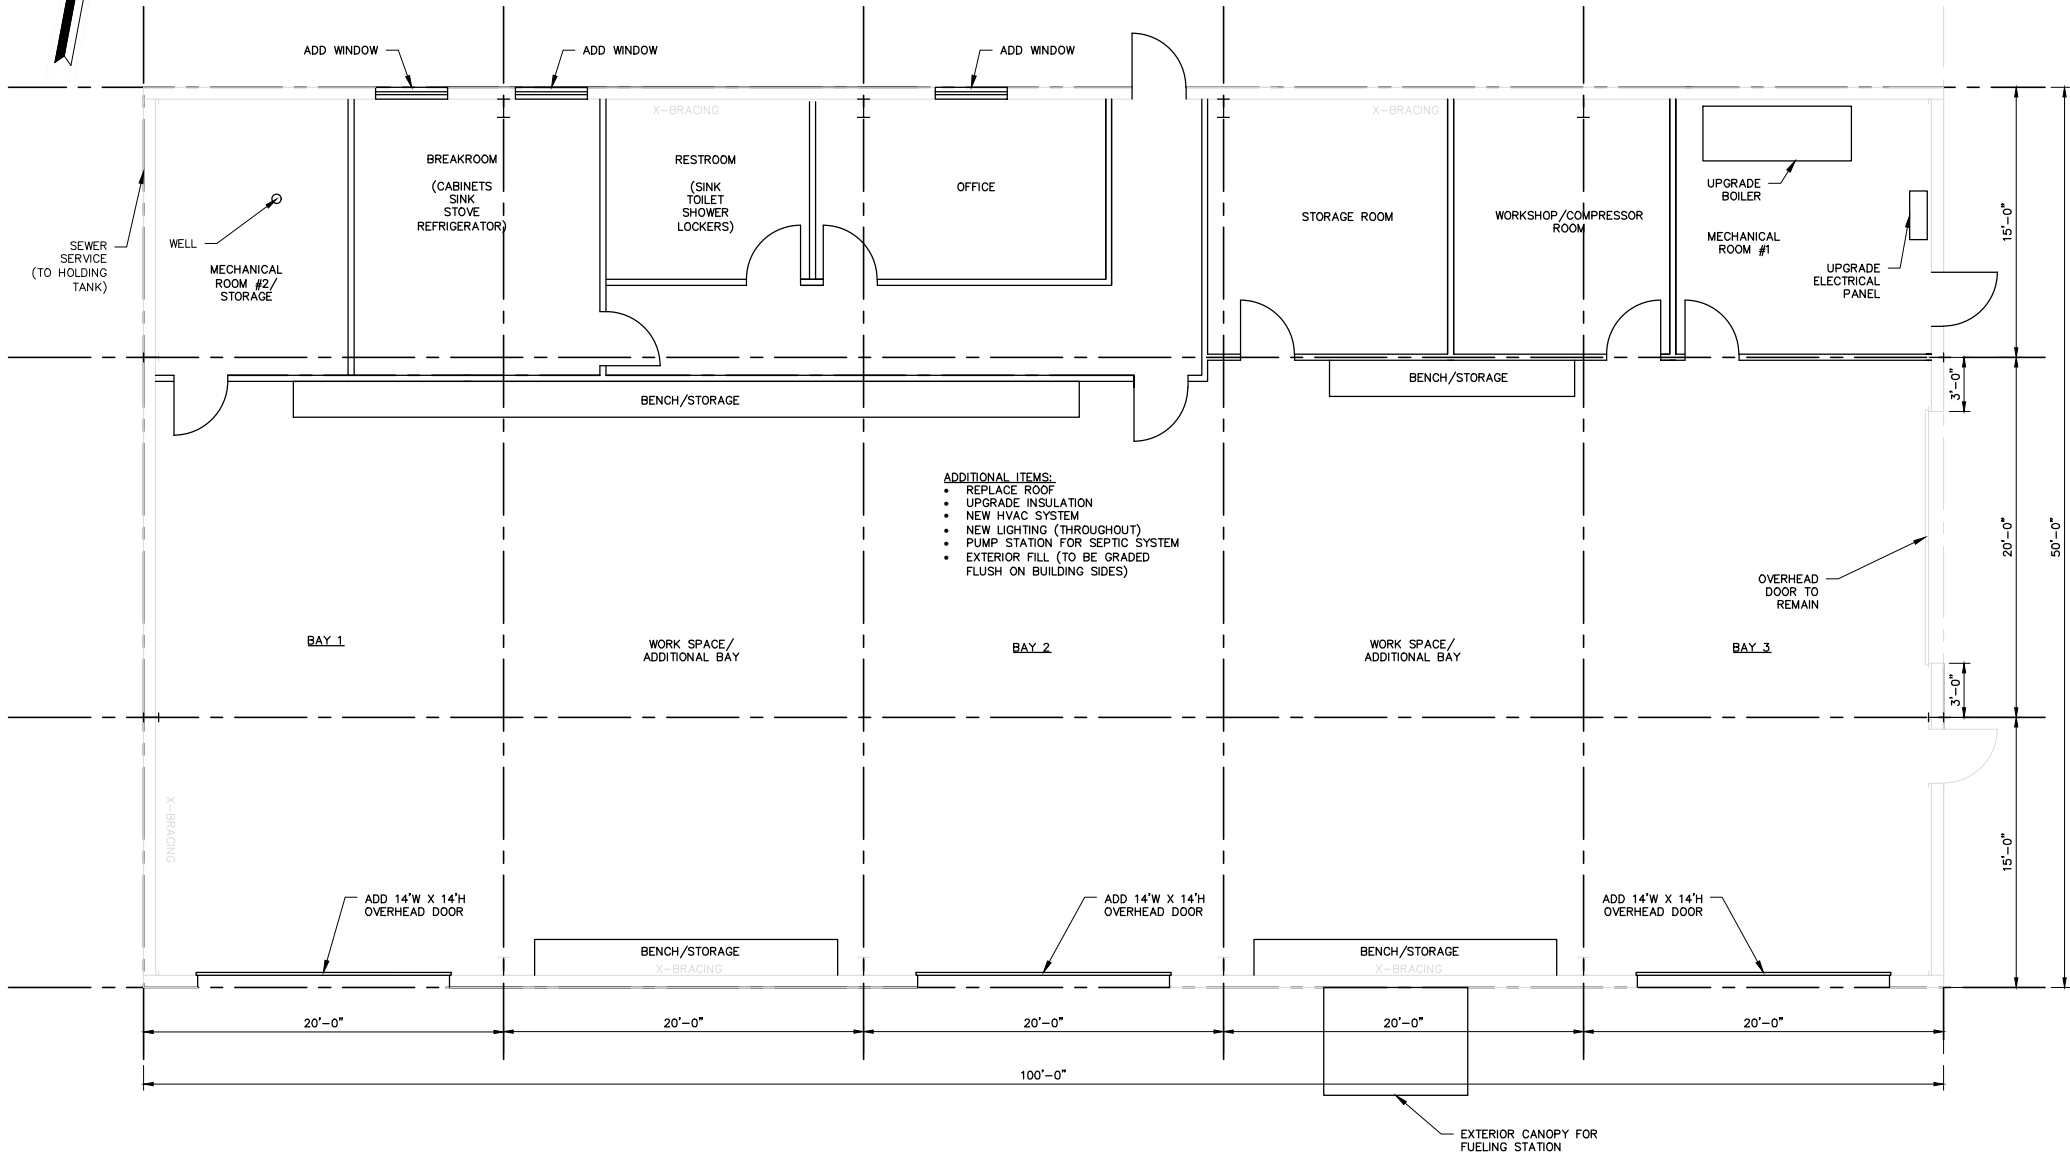 ADD WINDOW
ADD WINDOW
ADD WINDOW
X-BRACING
X-BRACING
BREAKROOM
(CABINETS
SINK
STOVE
REFRIGERATOR)
RESTROOM
(SINK
TOILET
SHOWER
LOCKERS)
OFFICE
STORAGE ROOM
WORKSHOP/COMPRESSOR
ROOM
UPGRADE
BOILER
MECHANICAL
ROOM #1
UPGRADE
ELECTRICAL
PANEL
15'-0"
SEWER
SERVICE
(TO HOLDING
TANK)
WELL
MECHANICAL
ROOM #2/
STORAGE
BENCH/STORAGE
BENCH/STORAGE
3'-0"
20'-0"
50'-0"
ADDITIONAL ITEMS:
• REPLACE ROOF
• UPGRADE INSULATION
• NEW HVAC SYSTEM
• NEW LIGHTING (THROUGHOUT)
• PUMP STATION FOR SEPTIC SYSTEM
• EXTERIOR FILL (TO BE GRADED
FLUSH ON BUILDING SIDES)
OVERHEAD
DOOR TO
REMAIN
BAY 1
WORK SPACE/
ADDITIONAL BAY
BAY 2
WORK SPACE/
ADDITIONAL BAY
BAY 3
3'-0"
X-BRACING
15'-0"
ADD 14'W X 14'H
OVERHEAD DOOR
ADD 14'W X 14'H
OVERHEAD DOOR
ADD 14'W X 14'H
OVERHEAD DOOR
BENCH/STORAGE
X-BRACING
BENCH/STORAGE
X-BRACING
20'-0"
20'-0"
20'-0"
20'-0"
20'-0"
100'-0"
EXTERIOR CANOPY FOR
FUELING STATION